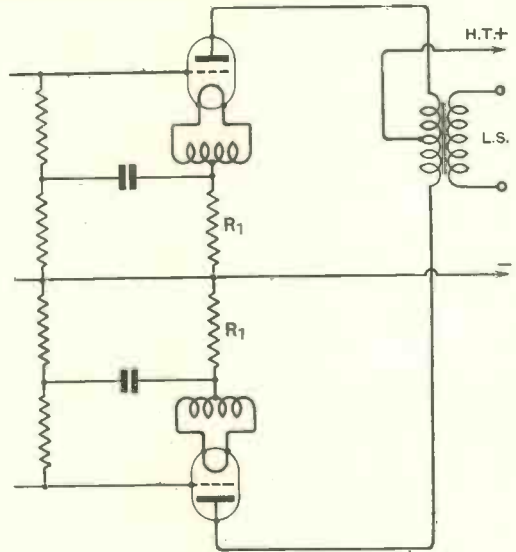 H.T.+
L.S.
R1
–
R1